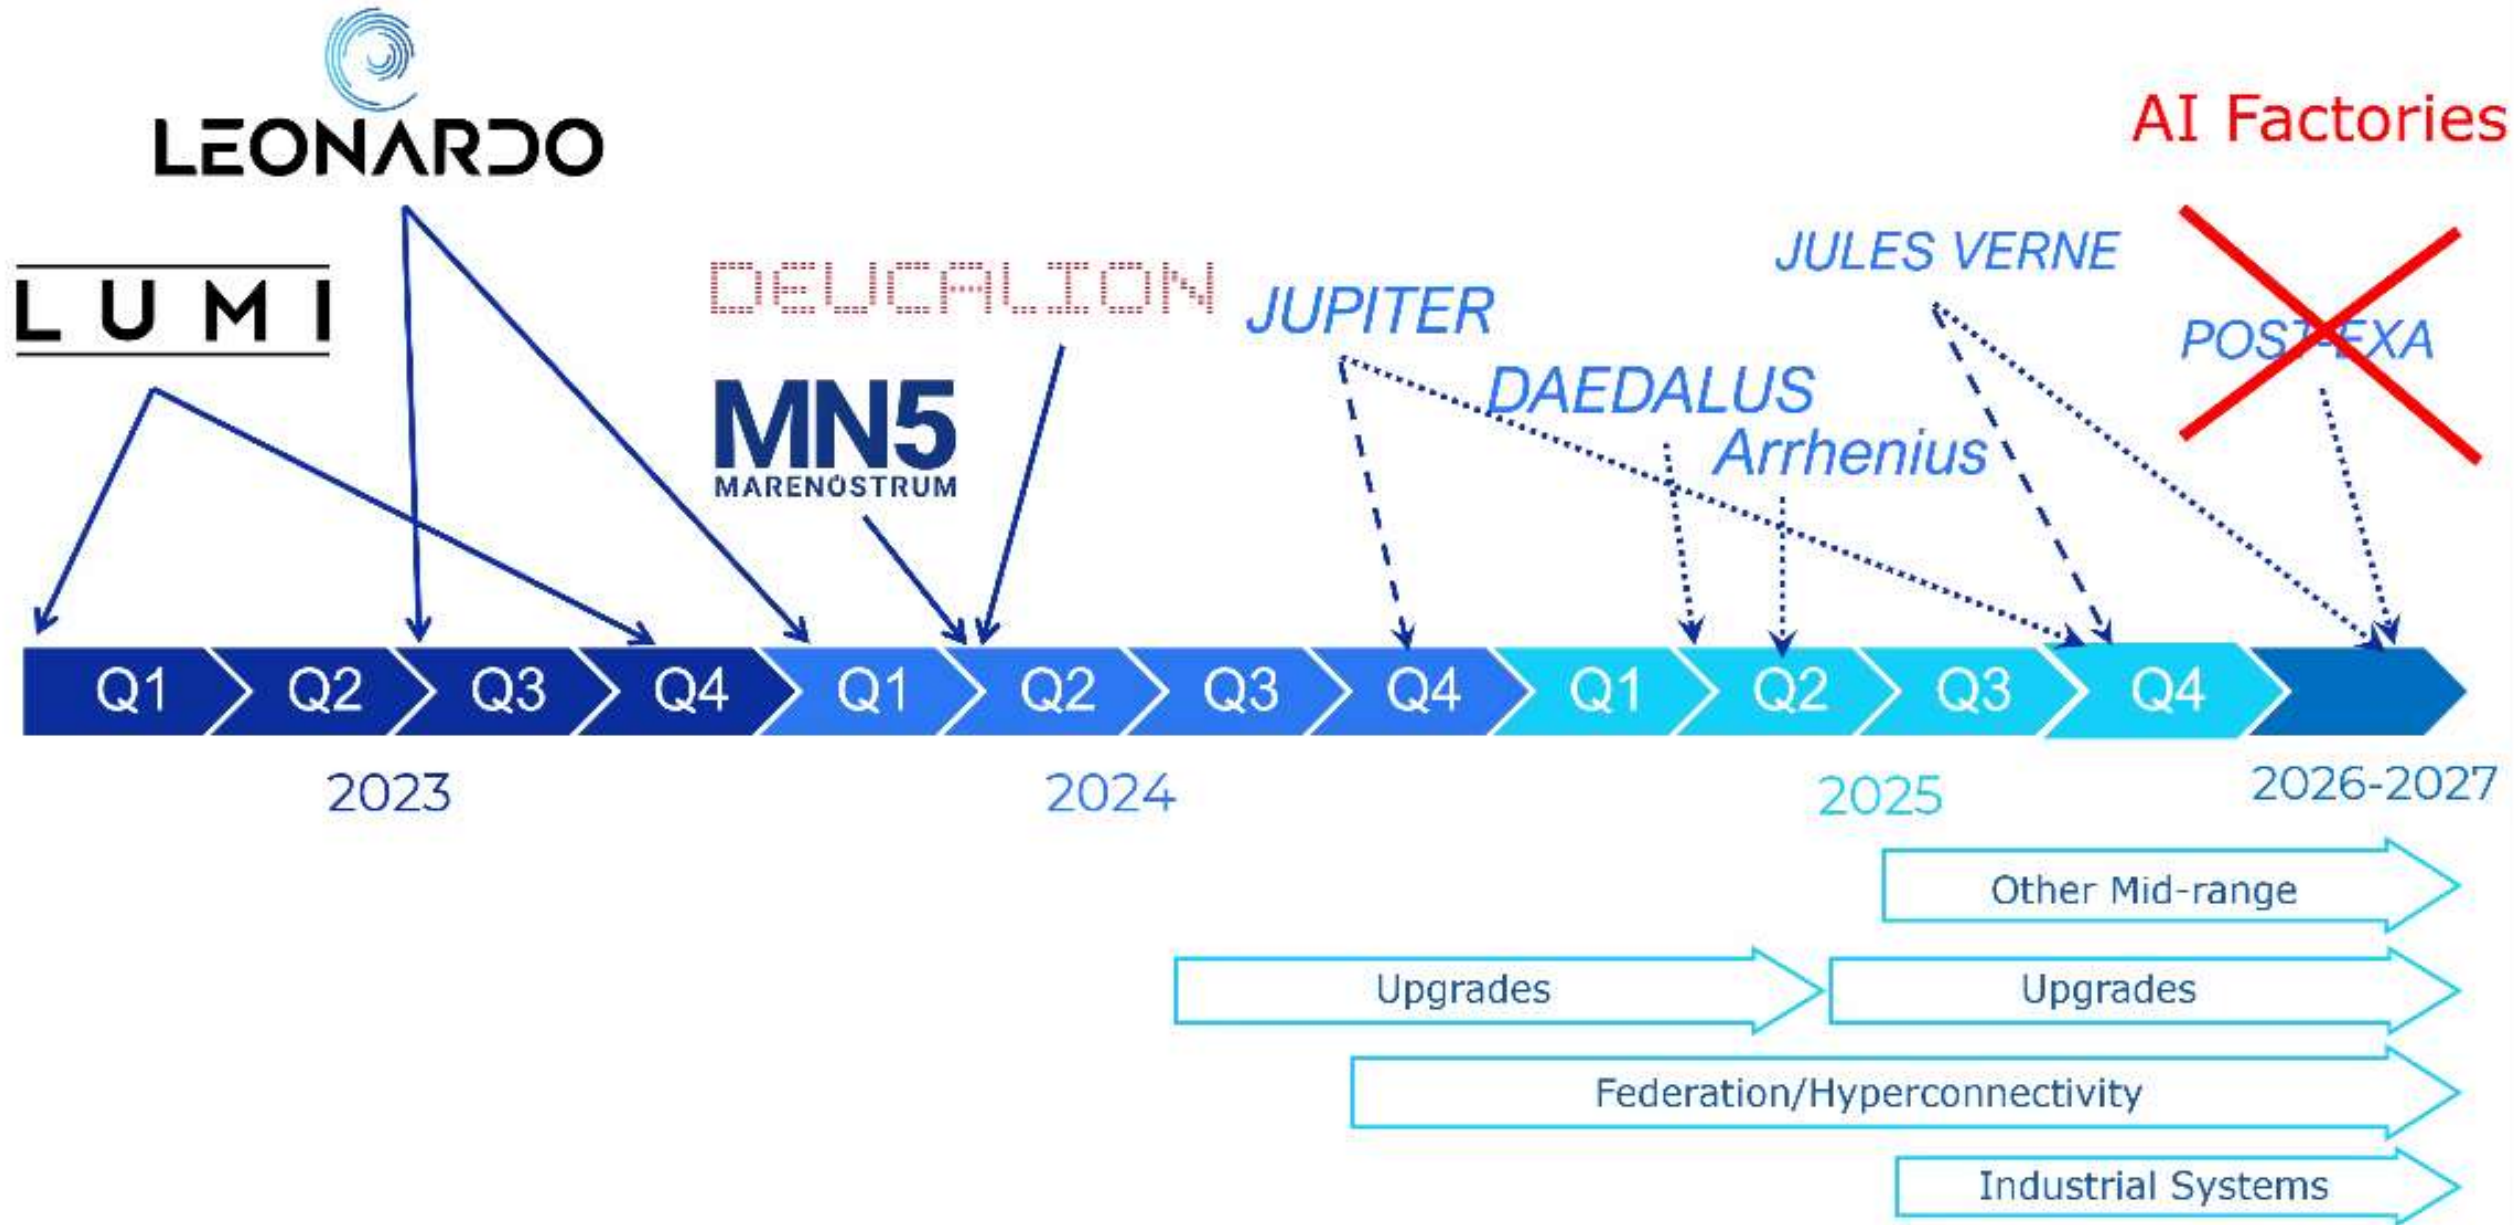 LEONARDO
AI Factories
LUMI
DEUCALION
JUPITER
JULES VERNE
POST-EXA
MN5
MARENOSTRUM
DAEDALUS
Arrhenius
Q1 Q2 Q3 Q4 Q1 Q2 Q3 Q4 Q1 Q2 Q3 Q4
2023 2024 2025 2026-2027
Other Mid-range
Upgrades Upgrades
Federation/Hyperconnectivity
Industrial Systems